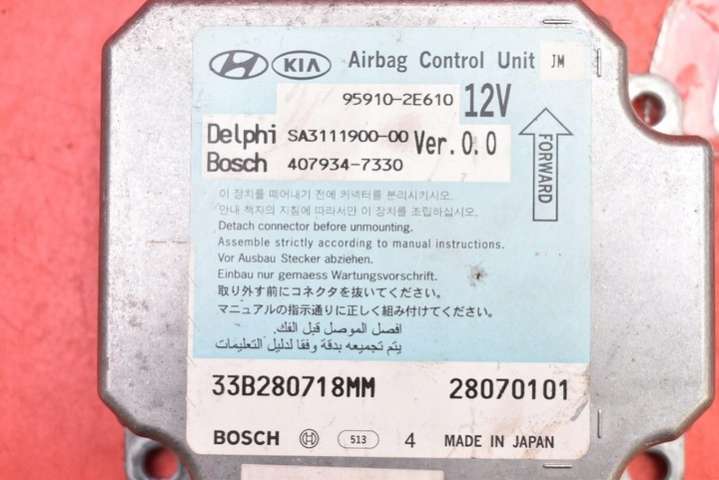 HYUNDAI KIA Airbag Control Unit JM
95910-2E610 12V
Delphi SA3111900-00 Ver.0.0
Bosch 407934-7330
FORWARD
이 장치를 떼어내기 전에 커넥터를 분리시키시오.
안내 책자의 지침에 따라서만 이 장치를 조립하십시오.
Detach connector before unmounting.
Assemble strictly according to manual instructions.
Vor Ausbau Stecker abziehen.
Einbau nur gemaess Wartungsvorschrift.
取り外す前にコネクタを抜いてください。
マニュアルの指示通りに正しく組み付けてください。
افصل الموصل قبل الفك.
يتم تجميعه بدقة وفقا لدليل التعليمات
33B280718MM 28070101
BOSCH 513 4 MADE IN JAPAN